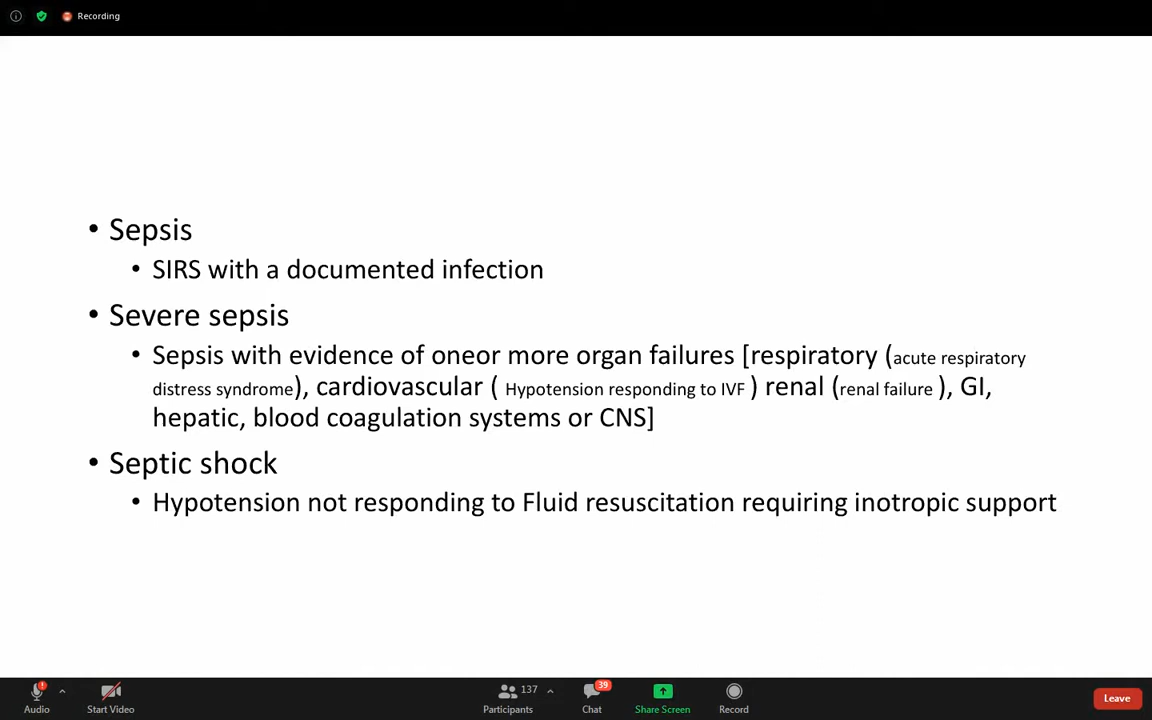 Recording
• Sepsis
• SIRS with a documented infection
• Severe sepsis
• Sepsis with evidence of oneor more organ failures [respiratory (acute respiratory
distress syndrome), cardiovascular ( Hypotension responding to IVF ) renal (renal failure ), GI,
hepatic, blood coagulation systems or CNS]
• Septic shock
• Hypotension not responding to Fluid resuscitation requiring inotropic support
Audio
Start Video
137
Participants
39
Chat
Share Screen
Record
Leave